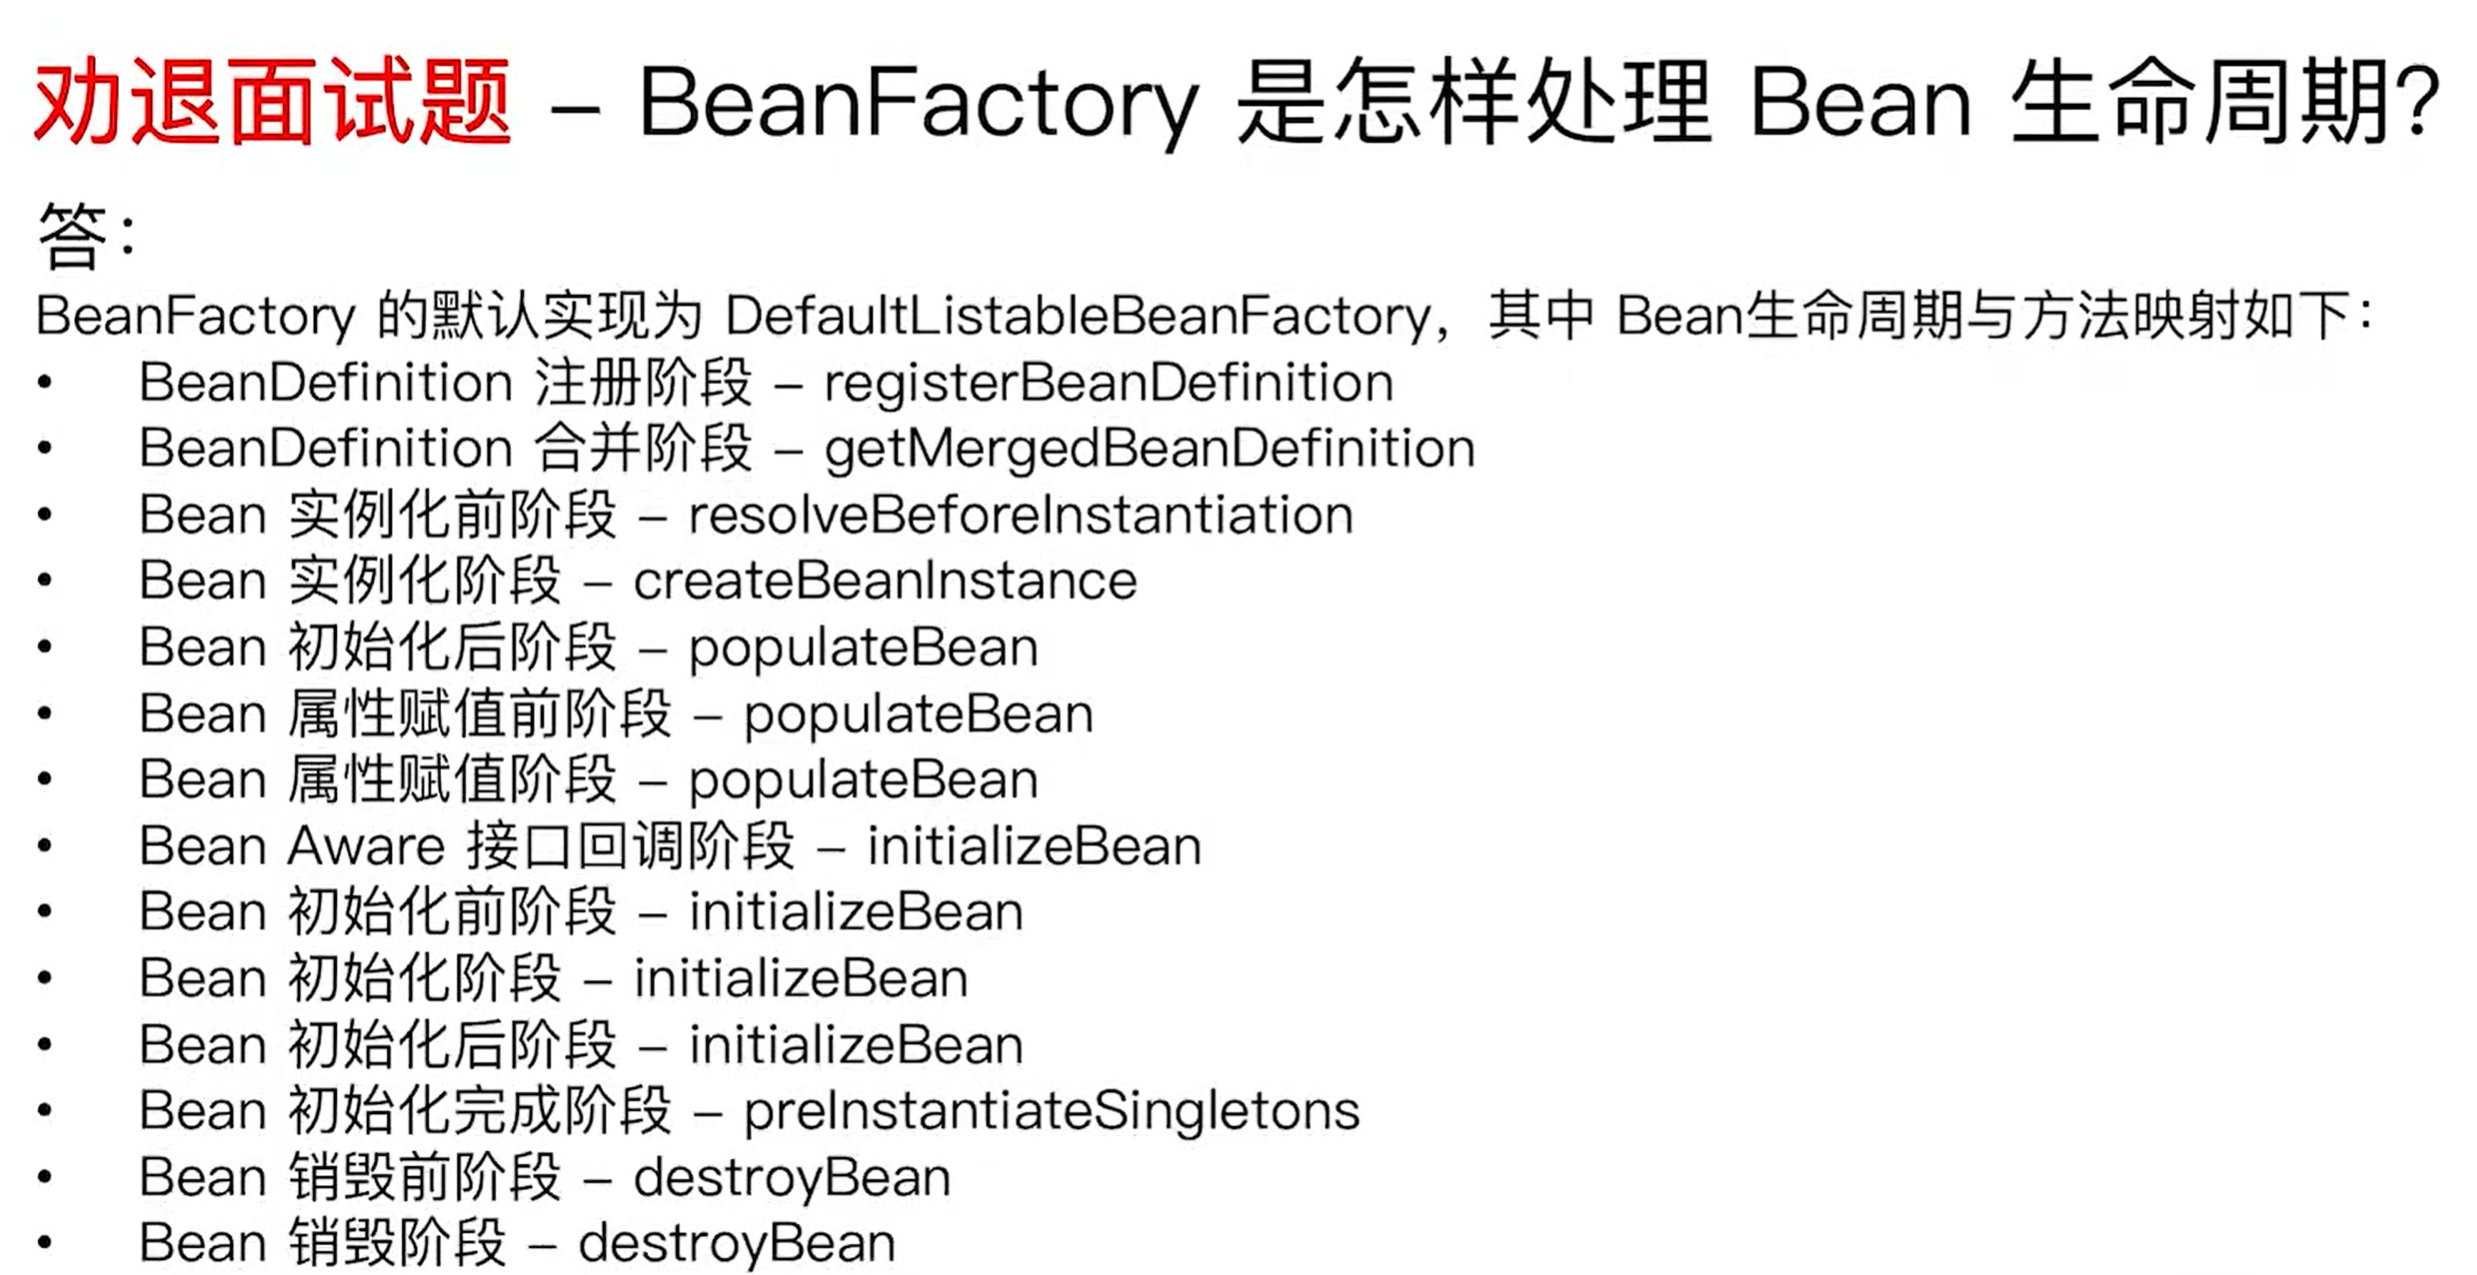 劝退面试题 – BeanFactory 是怎样处理 Bean 生命周期?
答：
BeanFactory 的默认实现为 DefaultListableBeanFactory，其中 Bean生命周期与方法映射如下：
• BeanDefinition 注册阶段 – registerBeanDefinition
• BeanDefinition 合并阶段 – getMergedBeanDefinition
• Bean 实例化前阶段 – resolveBeforeInstantiation
• Bean 实例化阶段 – createBeanInstance
• Bean 初始化后阶段 – populateBean
• Bean 属性赋值前阶段 – populateBean
• Bean 属性赋值阶段 – populateBean
• Bean Aware 接口回调阶段 – initializeBean
• Bean 初始化前阶段 – initializeBean
• Bean 初始化阶段 – initializeBean
• Bean 初始化后阶段 – initializeBean
• Bean 初始化完成阶段 – preInstantiateSingletons
• Bean 销毁前阶段 – destroyBean
• Bean 销毁阶段 – destroyBean